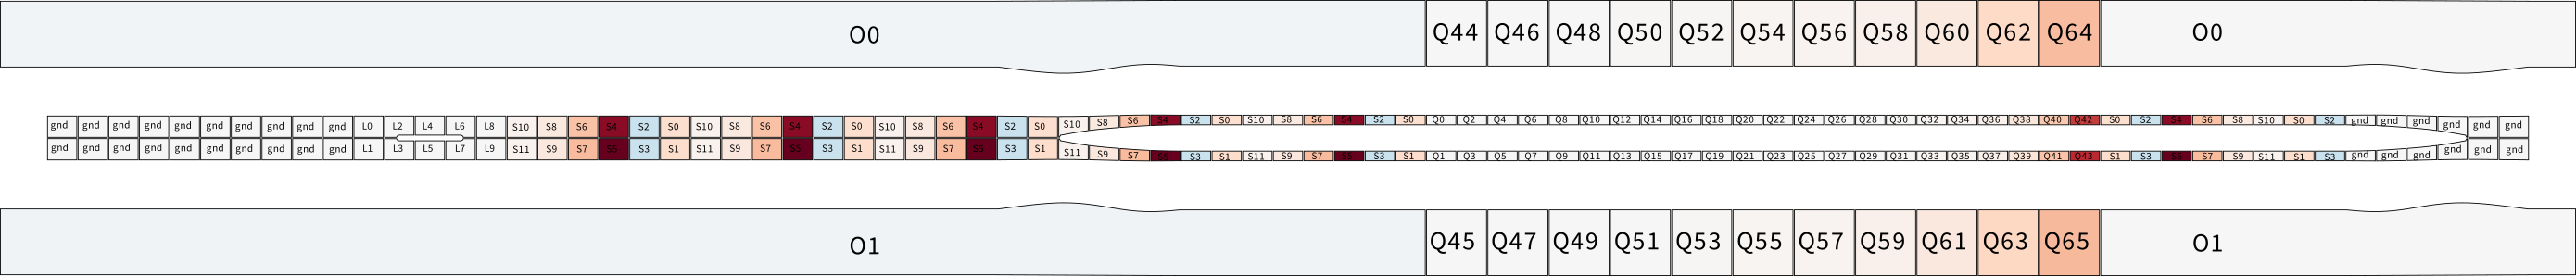 O0 Q44 Q46 Q48 Q50 Q52 Q54 Q56 Q58 Q60 Q62 Q64 O0
gnd gnd gnd gnd gnd gnd gnd gnd gnd gnd L0 L2 L4 L6 L8 S10 S8 S6 S4 S2 S0 S10 S8 S6 S4 S2 S0 S10 S8 S6 S4 S2 S0 S10 S8 S6 S4 S2 S0 S10 S8 S6 S4 S2 S0 Q0 Q2 Q4 Q6 Q8 Q10 Q12 Q14 Q16 Q18 Q20 Q22 Q24 Q26 Q28 Q30 Q32 Q34 Q36 Q38 Q40 Q42 S0 S2 S4 S6 S8 S10 S0 S2 gnd gnd gnd gnd gnd gnd
gnd gnd gnd gnd gnd gnd gnd gnd gnd gnd L1 L3 L5 L7 L9 S11 S9 S7 S5 S3 S1 S11 S9 S7 S5 S3 S1 S11 S9 S7 S5 S3 S1 S11 S9 S7 S5 S3 S1 S11 S9 S7 S5 S3 S1 Q1 Q3 Q5 Q7 Q9 Q11 Q13 Q15 Q17 Q19 Q21 Q23 Q25 Q27 Q29 Q31 Q33 Q35 Q37 Q39 Q41 Q43 S1 S3 S5 S7 S9 S11 S1 S3 gnd gnd gnd gnd gnd gnd
O1 Q45 Q47 Q49 Q51 Q53 Q55 Q57 Q59 Q61 Q63 Q65 O1